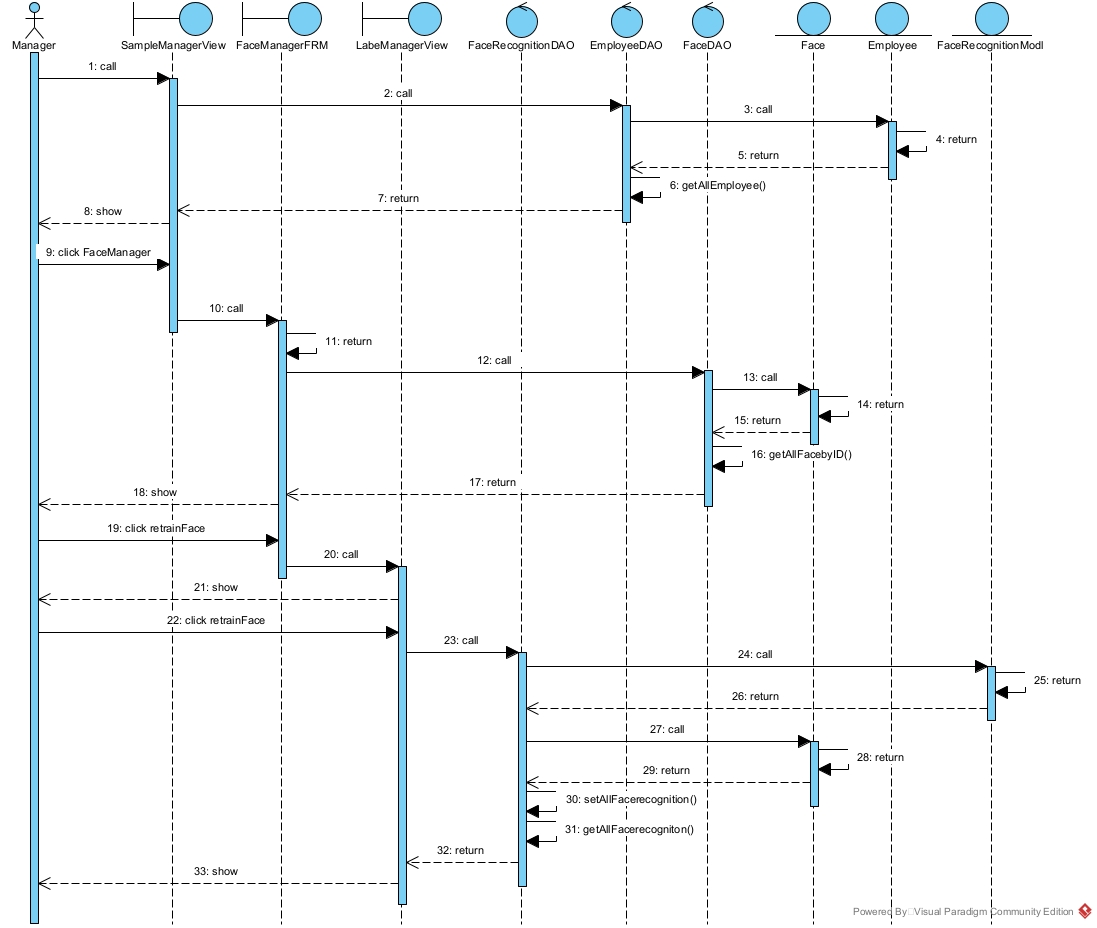 Manager
SampleManagerView
FaceManagerFRM
LabeManagerView
FaceRecognitionDAO
EmployeeDAO
FaceDAO
Face
Employee
FaceRecognitionModl
1: call
2: call
3: call
4: return
5: return
6: getAllEmployee()
7: return
8: show
9: click FaceManager
10: call
11: return
12: call
13: call
14: return
15: return
16: getAllFacebyID()
17: return
18: show
19: click retrainFace
20: call
21: show
22: click retrainFace
23: call
24: call
25: return
26: return
27: call
28: return
29: return
30: setAllFacerecognition()
31: getAllFacerecogniton()
32: return
33: show
Powered By Visual Paradigm Community Edition